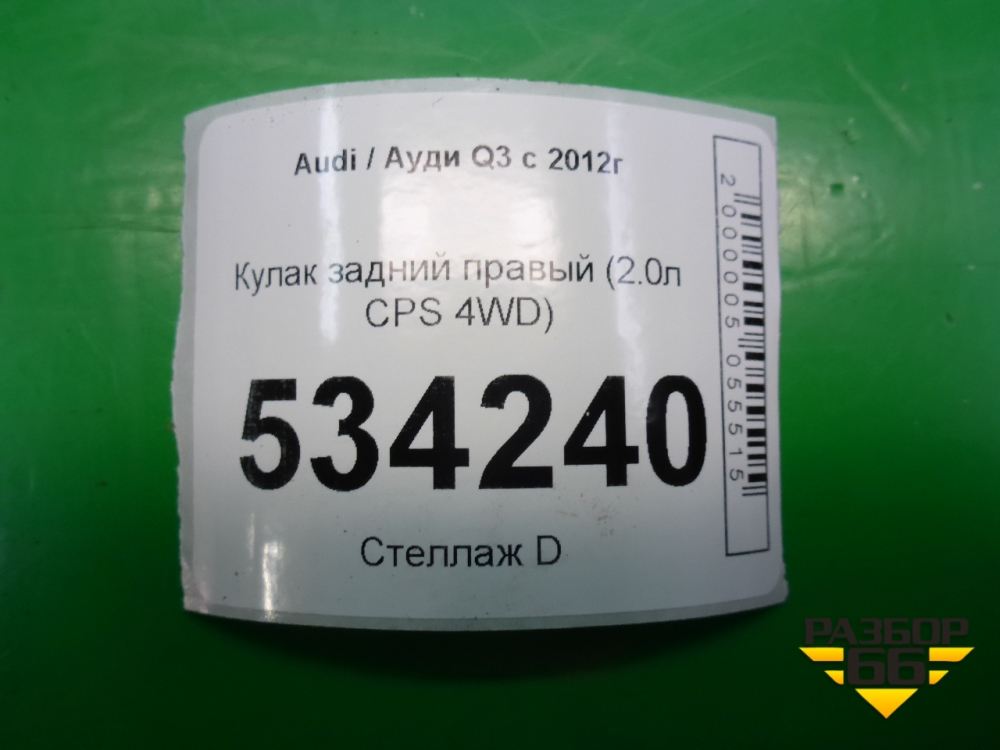 Audi / Ауди Q3 с 2012г
Кулак задний правый (2.0л
CPS 4WD)
534240
Стеллаж D
2000005055515
РАЗБОР
66